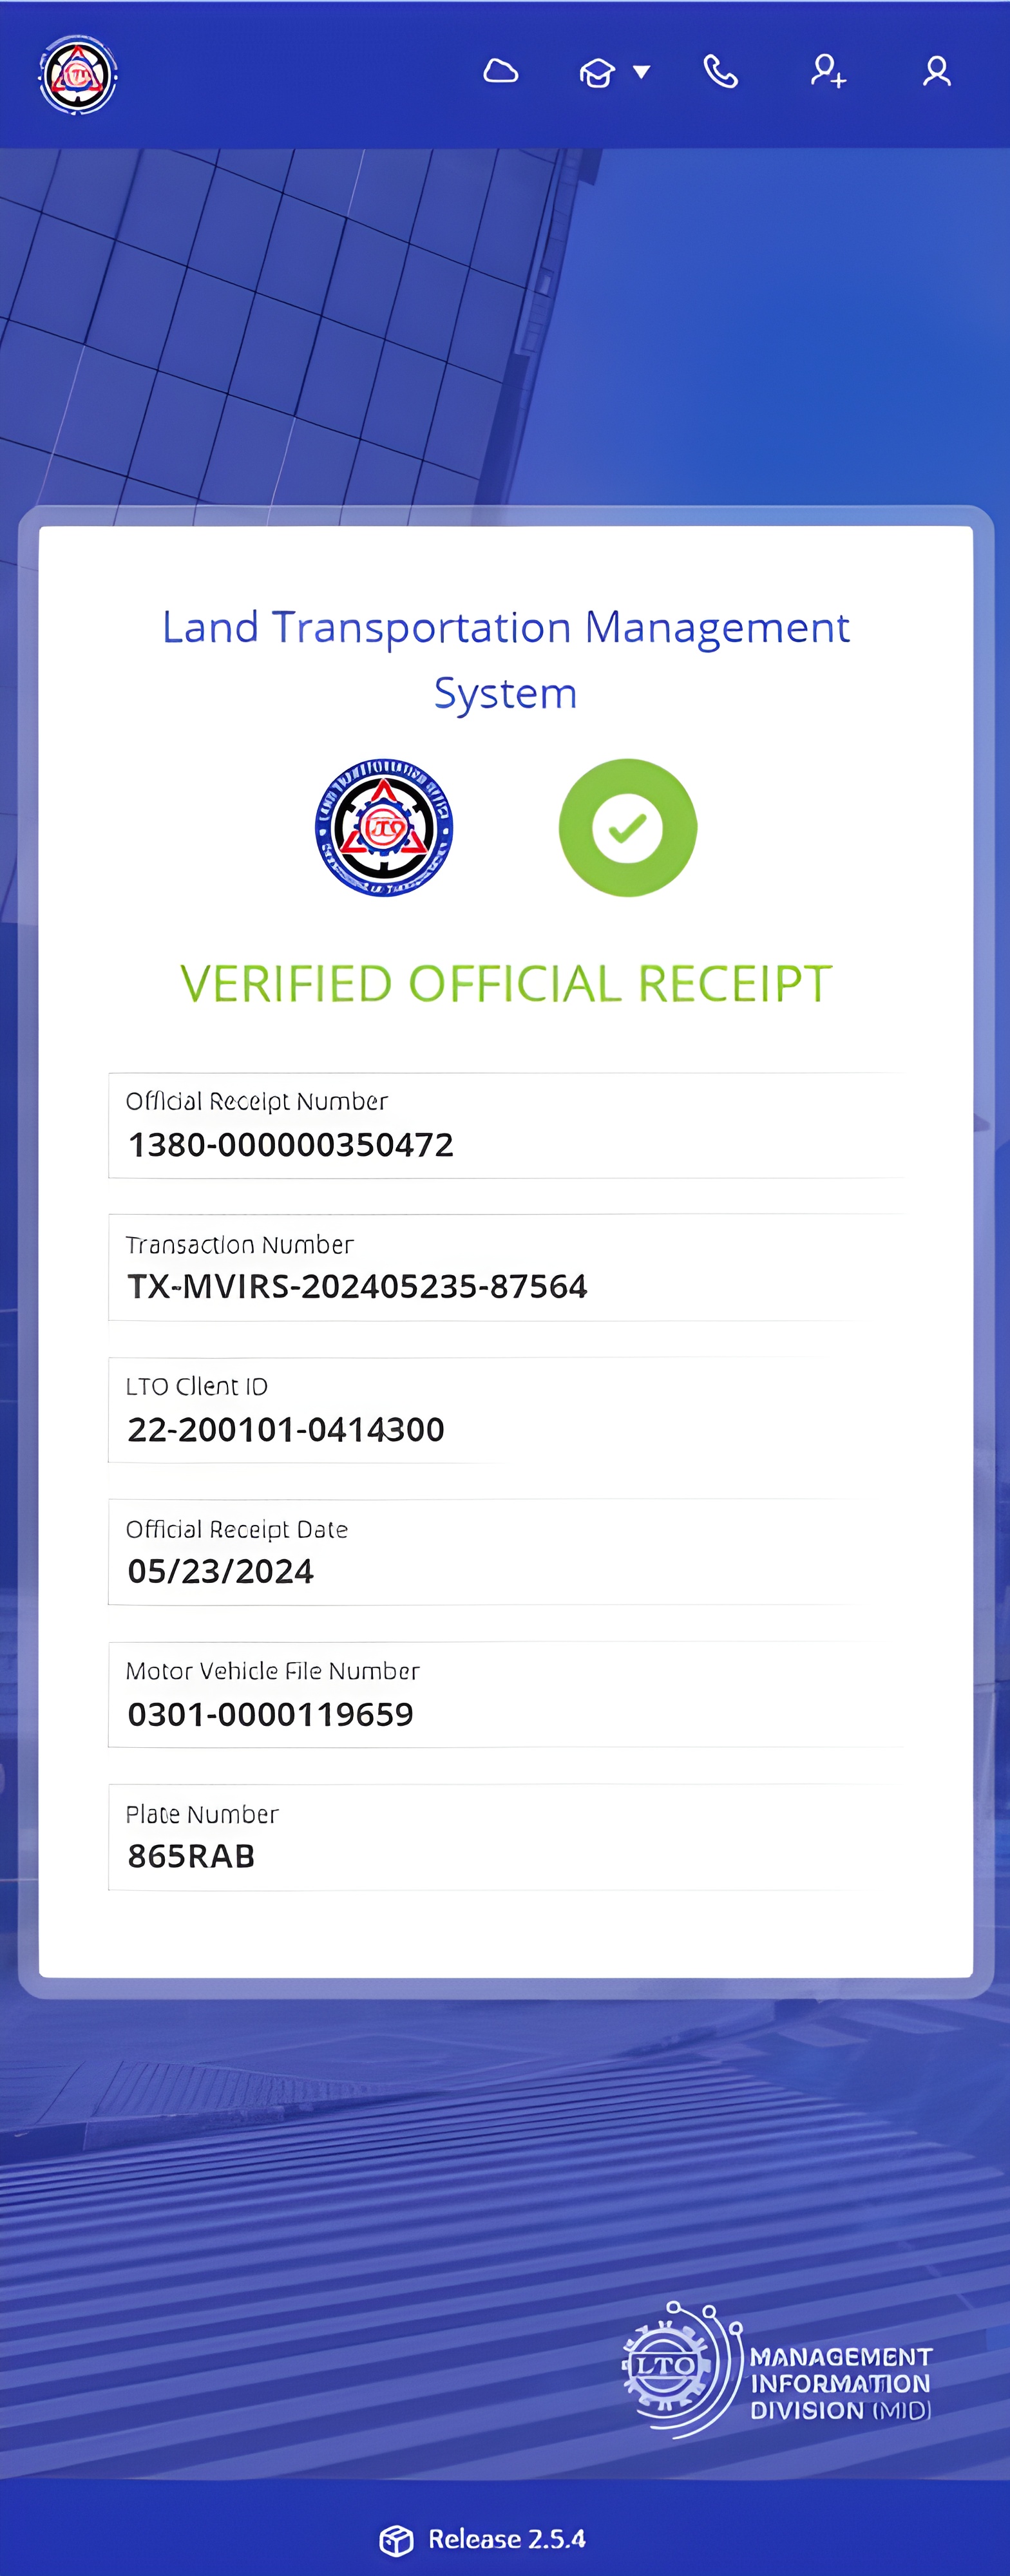 Land Transportation Management
System
LTO
VERIFIED OFFICIAL RECEIPT
Official Receipt Number
1380-000000350472
Transaction Number
TX-MVIRS-202405235-87564
LTO Client ID
22-200101-0414300
Official Receipt Date
05/23/2024
Motor Vehicle File Number
0301-0000119659
Plate Number
865RAB
LTO
MANAGEMENT
INFORMATION
DIVISION (MID)
Release 2.5.4